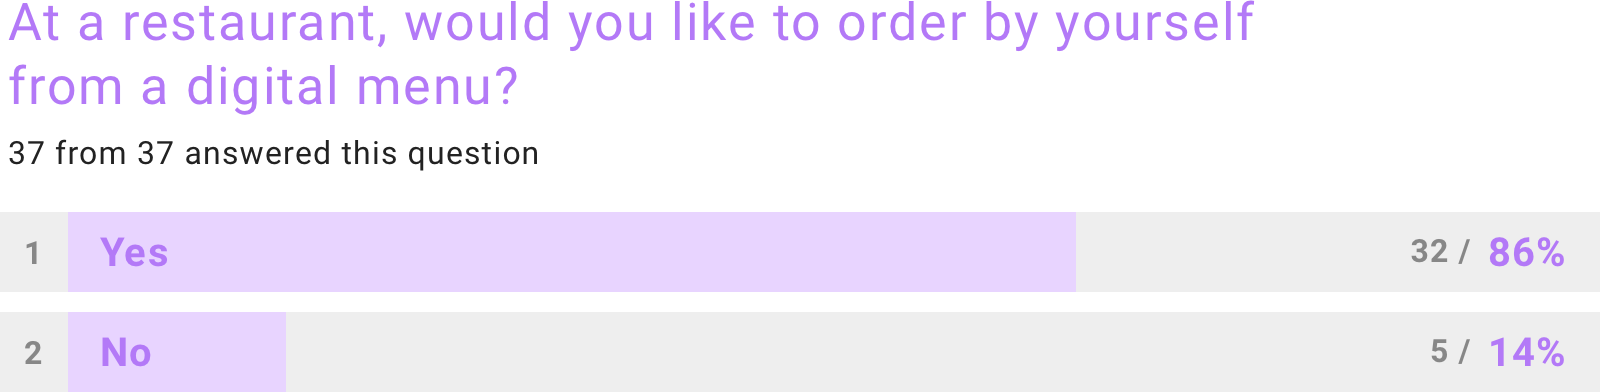 At a restaurant, would you like to order by yourself
from a digital menu?
37 from 37 answered this question
1 Yes 32 / 86%
2 No 5 / 14%